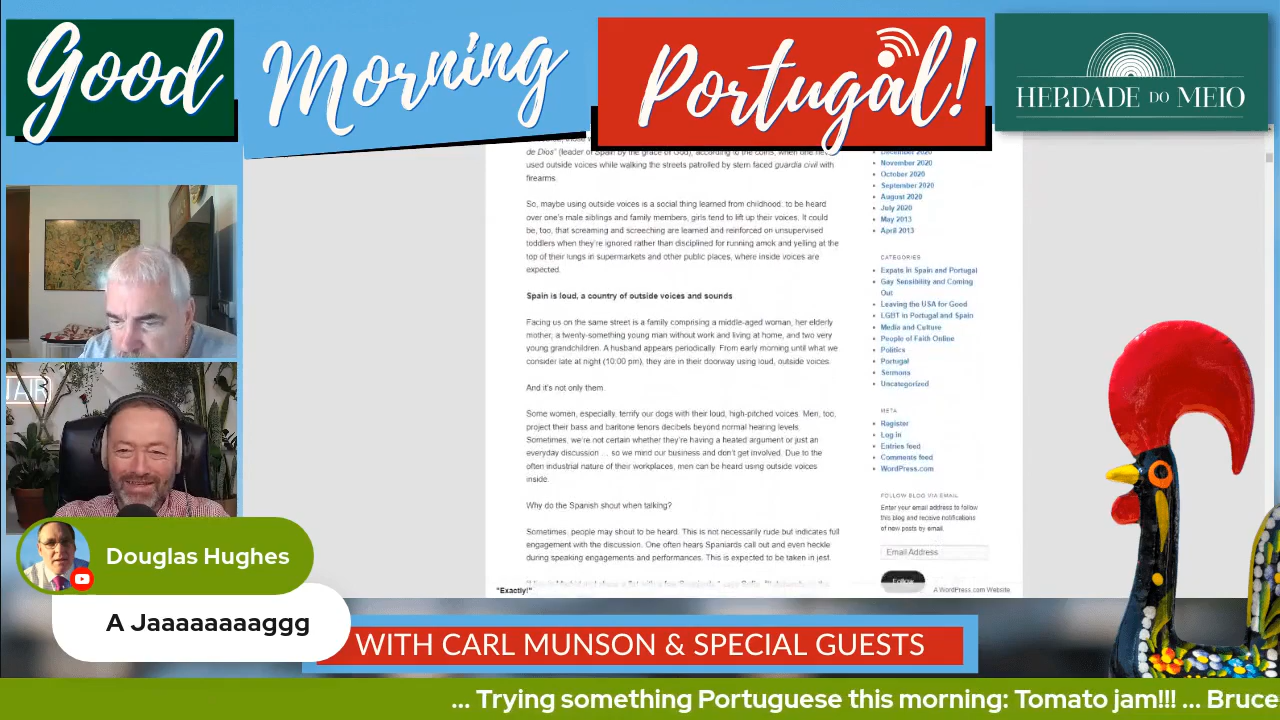 Good
Morning
Portugal!
HERDADE DO MEIO
de Dios" (leader of Spain by the grace of God), according to the coins, when one
used outside voices while walking the streets patrolled by stern faced guardia civil with
firearms.
So, maybe using outside voices is a social thing learned from childhood: to be heard
over one's male siblings and family members, girls tend to lift up their voices. It could
be, too, that screaming and screeching are learned and reinforced on unsupervised
toddlers when they're ignored rather than disciplined for running amok and yelling at the
top of their lungs in supermarkets and other public places, where inside voices are
expected.
Spain is loud, a country of outside voices and sounds
Facing us on the same street is a family comprising a middle-aged woman, her elderly
mother, a twenty-something young man without work and living at home, and two very
young grandchildren. A husband appears periodically. From early morning until what we
consider late at night (10:00 pm), they are in their doorway using loud, outside voices.
And it's not only them.
Some women, especially, terrify our dogs with their loud, high-pitched voices. Men, too,
project their bass and baritone tenors decibels beyond normal hearing levels.
Sometimes, we're not certain whether they're having a heated argument or just an
everyday discussion . . . so we mind our business and don't get involved. Due to the
often industrial nature of their workplaces, men can be heard using outside voices
inside.
Why do the Spanish shout when talking?
Sometimes, people may shout to be heard. This is not necessarily rude but indicates full
engagement with the discussion. One often hears Spaniards call out and even heckle
during speaking engagements and performances. This is expected to be taken in jest.
"Exactly!"
December 2020
November 2020
October 2020
September 2020
August 2020
July 2020
May 2013
April 2013
CATEGORIES
Expats in Spain and Portugal
Gay Sensibility and Coming
Out
Leaving the USA for Good
LGBT in Portugal and Spain
Media and Culture
People of Faith Online
Politics
Portugal
Sermons
Uncategorized
META
Register
Log in
Entries feed
Comments feed
WordPress.com
FOLLOW BLOG VIA EMAIL
Enter your email address to follow
this blog and receive notifications
of new posts by email.
Email Address
Follow
A WordPress.com Website
Douglas Hughes
A Jaaaaaaaaggg
WITH CARL MUNSON & SPECIAL GUESTS
... Trying something Portuguese this morning: Tomato jam!!! ... Bruce